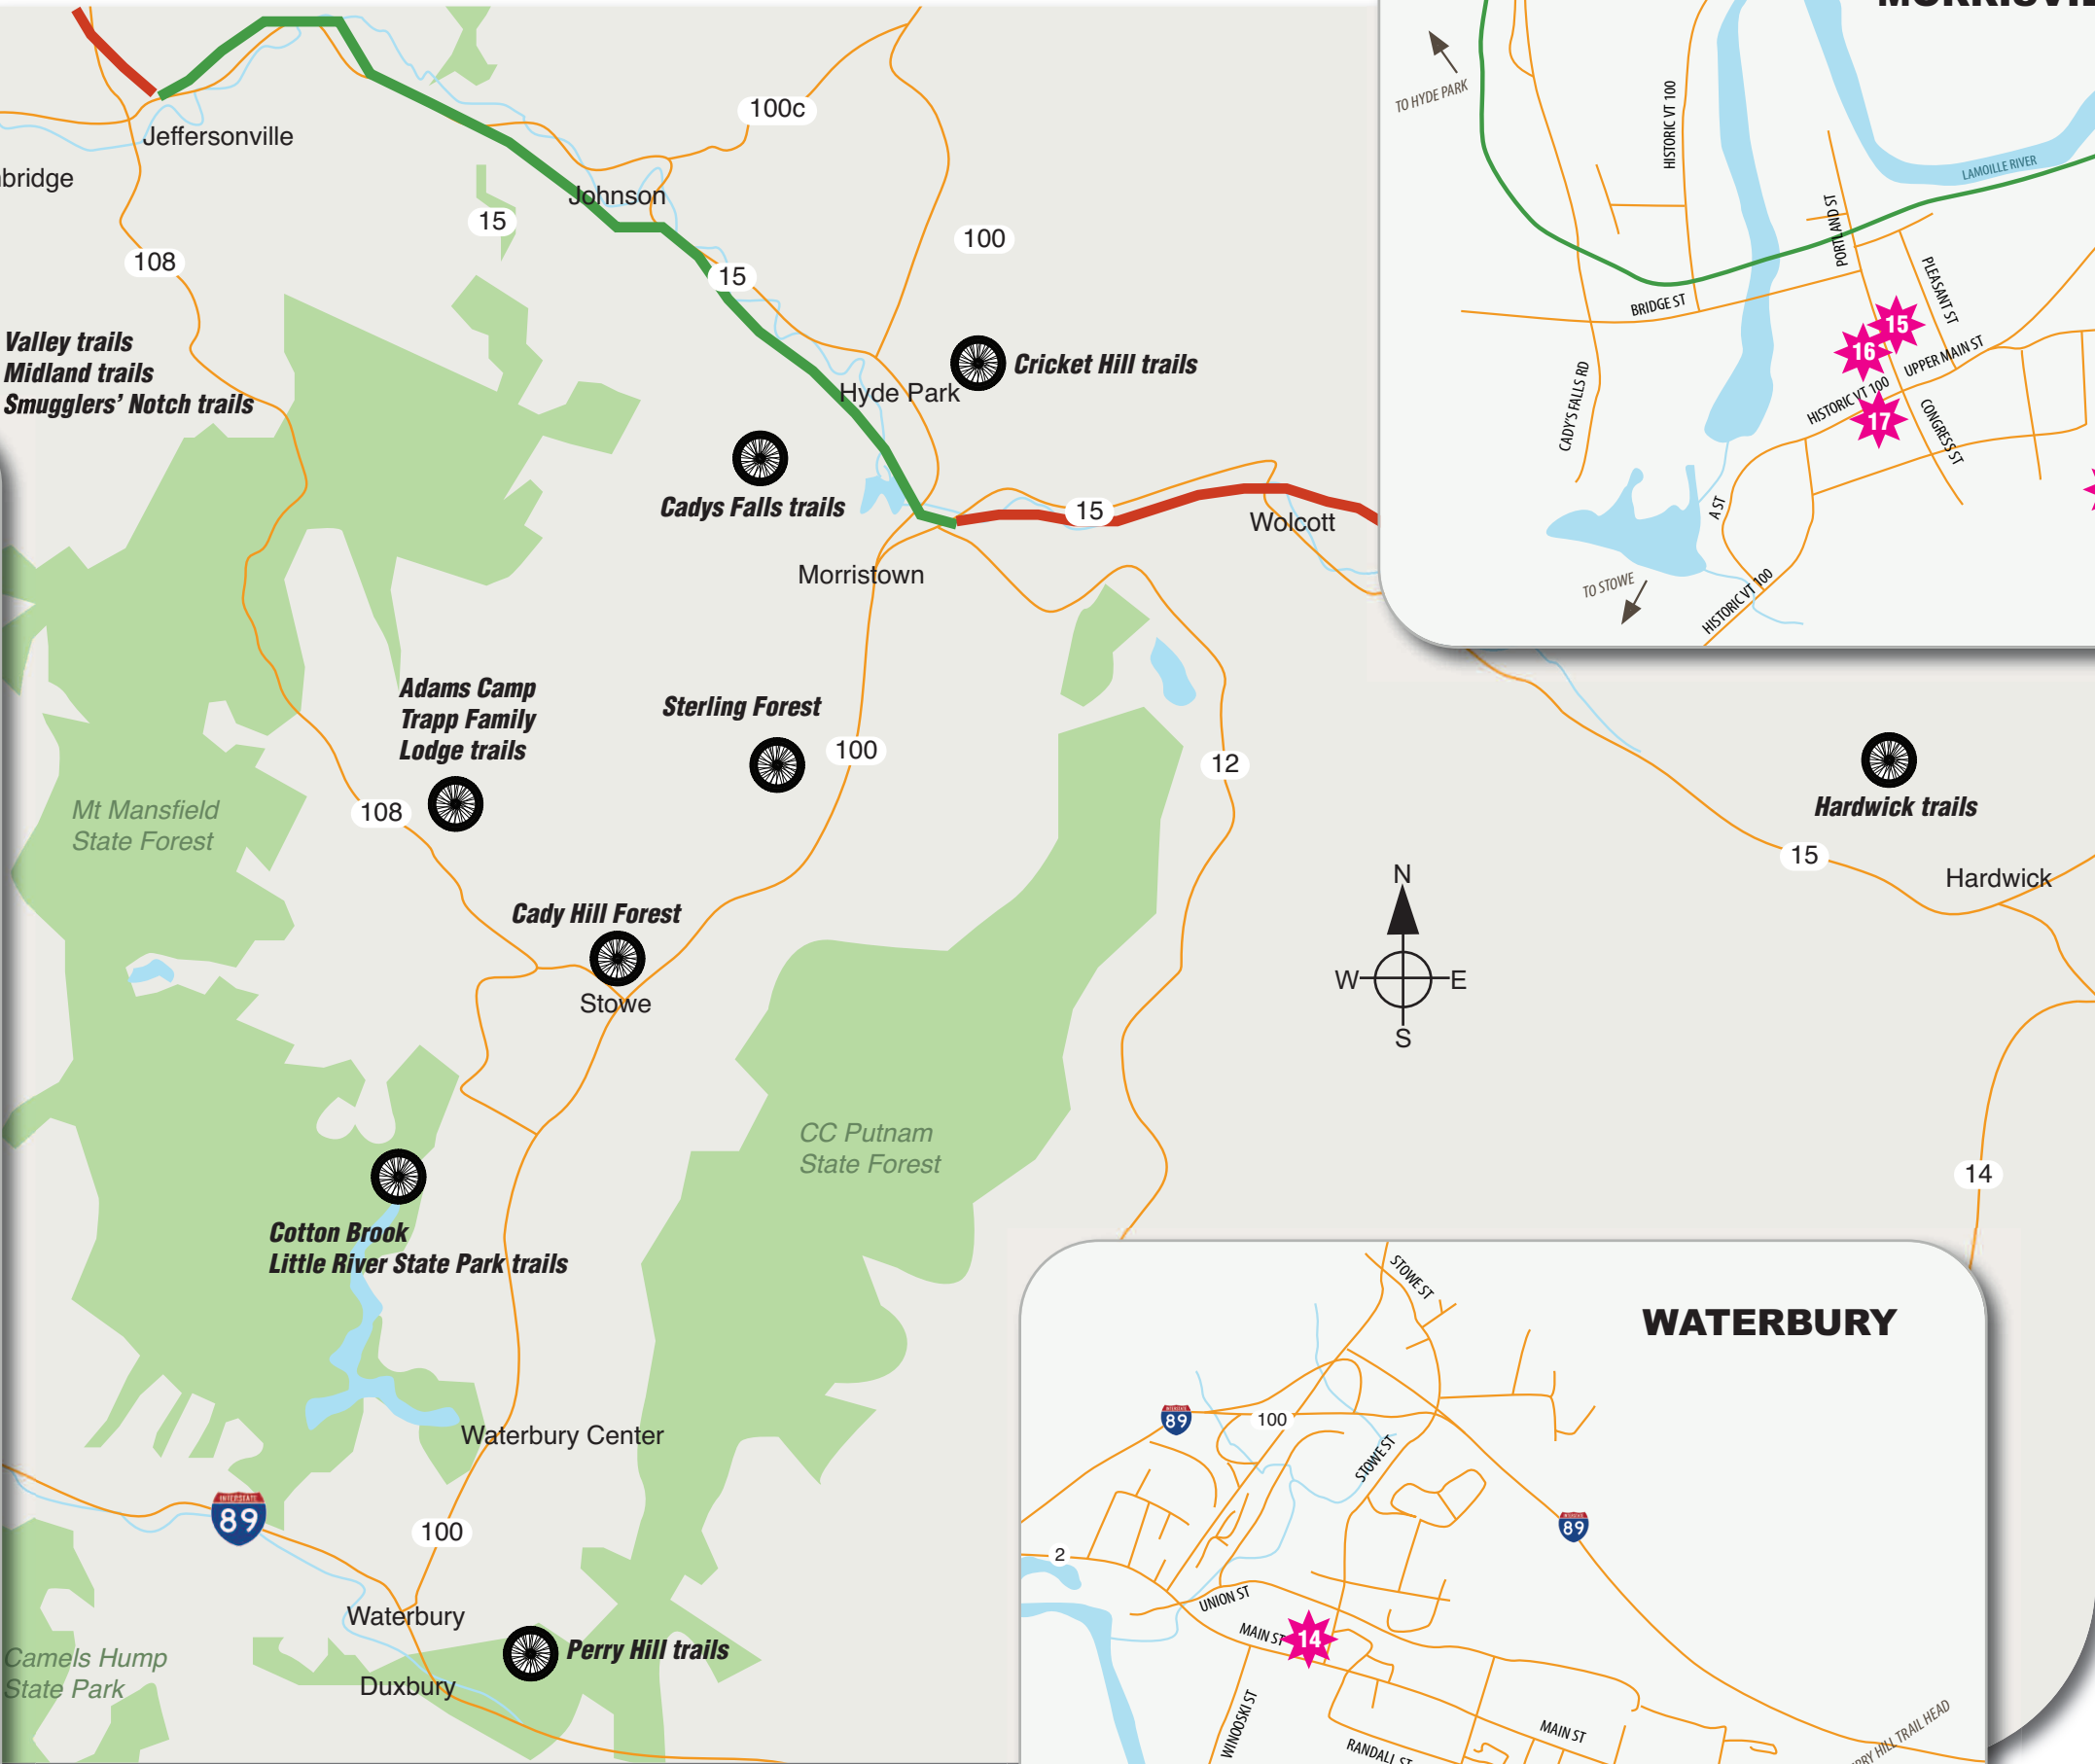 Jeffersonville
Johnson
100c
15
108
100
15
Valley trails
Midland trails
Smugglers' Notch trails
Cricket Hill trails
Hyde Park
Cadys Falls trails
15
Wolcott
Morristown
Adams Camp
Trapp Family
Lodge trails
Sterling Forest
100
12
Mt Mansfield
State Forest
108
Cady Hill Forest
Stowe
Hardwick trails
15
Hardwick
N
W
E
S
CC Putnam
State Forest
14
Cotton Brook
Little River State Park trails
Waterbury Center
INTERSTATE
89
100
Waterbury
Perry Hill trails
Duxbury
Camels Hump
State Park
TO HYDE PARK
HISTORIC VT 100
LAMOILLE RIVER
PORTLAND ST
PLEASANT ST
BRIDGE ST
15
16
UPPER MAIN ST
HISTORIC VT 100
17
CADY'S FALLS RD
CONGRESS ST
A ST
TO STOWE
HISTORIC VT 100
WATERBURY
STOWE ST
89
100
STOWE ST
89
2
UNION ST
MAIN ST
14
WINOOSKI ST
MAIN ST
RANDALL ST
HILL TRAIL HEAD